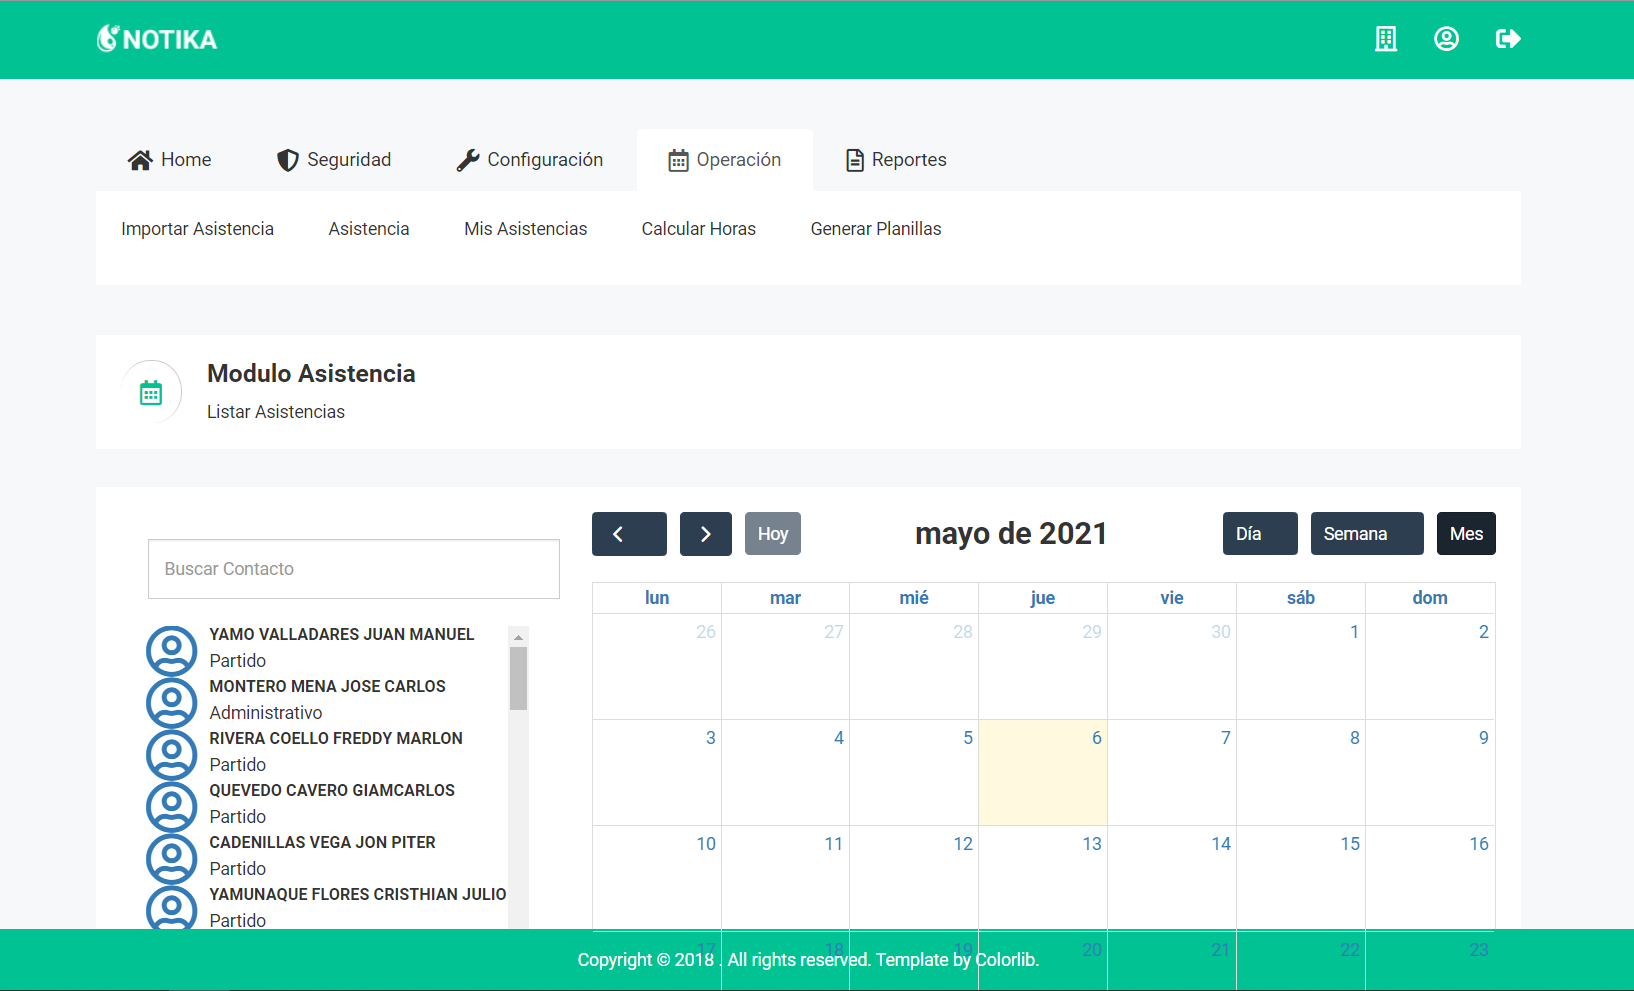 NOTIKA
Home Seguridad Configuración Operación Reportes
Importar Asistencia Asistencia Mis Asistencias Calcular Horas Generar Planillas
Modulo Asistencia
Listar Asistencias
Buscar Contacto
YAMO VALLADARES JUAN MANUEL
Partido
MONTERO MENA JOSE CARLOS
Administrativo
RIVERA COELLO FREDDY MARLON
Partido
QUEVEDO CAVERO GIAMCARLOS
Partido
CADENILLAS VEGA JON PITER
Partido
YAMUNAQUE FLORES CRISTHIAN JULIO
Partido
Hoy mayo de 2021 Día Semana Mes
lun mar mié jue vie sáb dom
26 27 28 29 30 1 2
3 4 5 6 7 8 9
10 11 12 13 14 15 16
17 18 19 20 21 22 23
Copyright © 2018 . All rights reserved. Template by Colorlib.